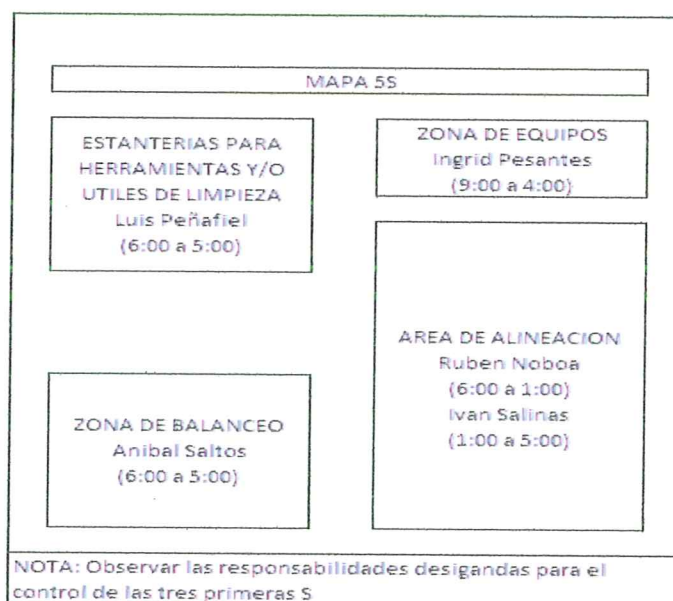 MAPA 5S
ESTANTERIAS PARA
HERRAMIENTAS Y/O
UTILES DE LIMPIEZA
Luis Peñafiel
(6:00 a 5:00)
ZONA DE EQUIPOS
Ingrid Pesantes
(9:00 a 4:00)
AREA DE ALINEACION
Ruben Noboa
(6:00 a 1:00)
Ivan Salinas
(1:00 a 5:00)
ZONA DE BALANCEO
Anibal Saltos
(6:00 a 5:00)
NOTA: Observar las responsabilidades desigandas para el
control de las tres primeras S